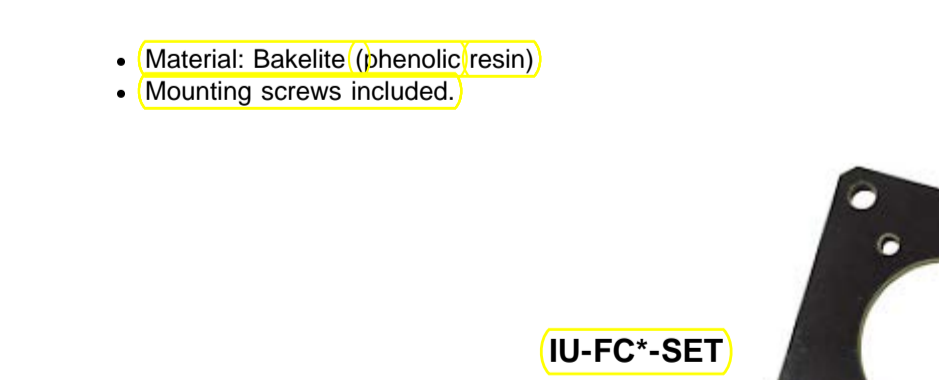 • Material: Bakelite (phenolic resin)
• Mounting screws included.
IU-FC*-SET